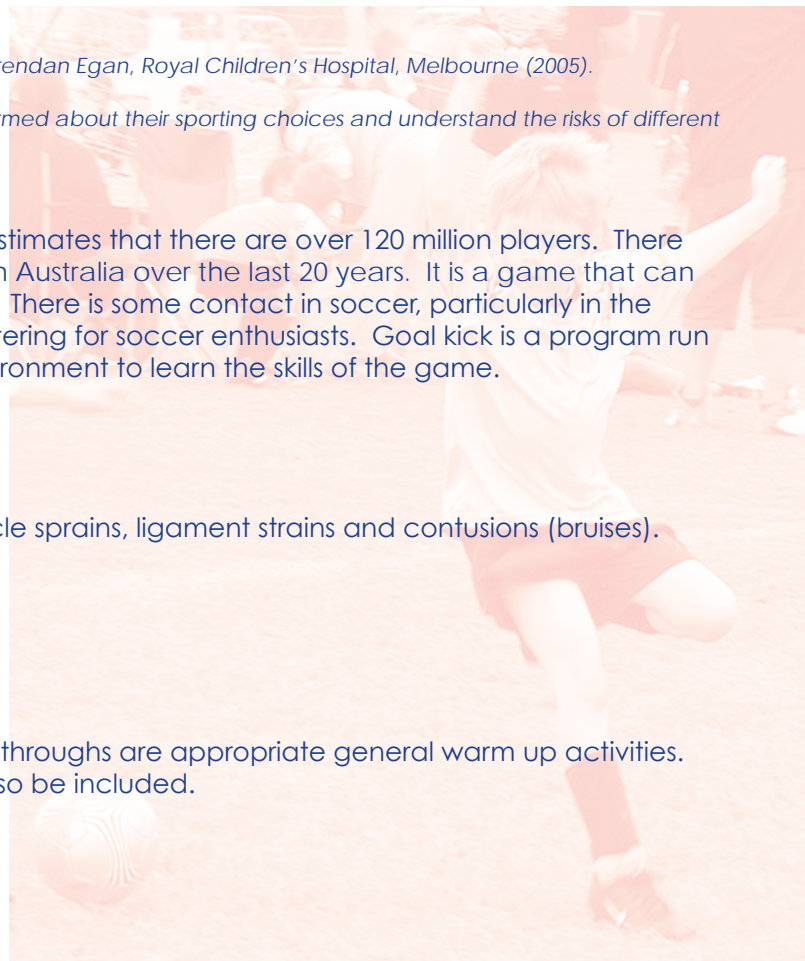 rendan Egan, Royal Children's Hospital, Melbourne (2005).
rmed about their sporting choices and understand the risks of different
stimates that there are over 120 million players.  There
n Australia over the last 20 years.  It is a game that can
There is some contact in soccer, particularly in the
tering for soccer enthusiasts.  Goal kick is a program run
ironment to learn the skills of the game.
cle sprains, ligament strains and contusions (bruises).
throughs are appropriate general warm up activities.
so be included.